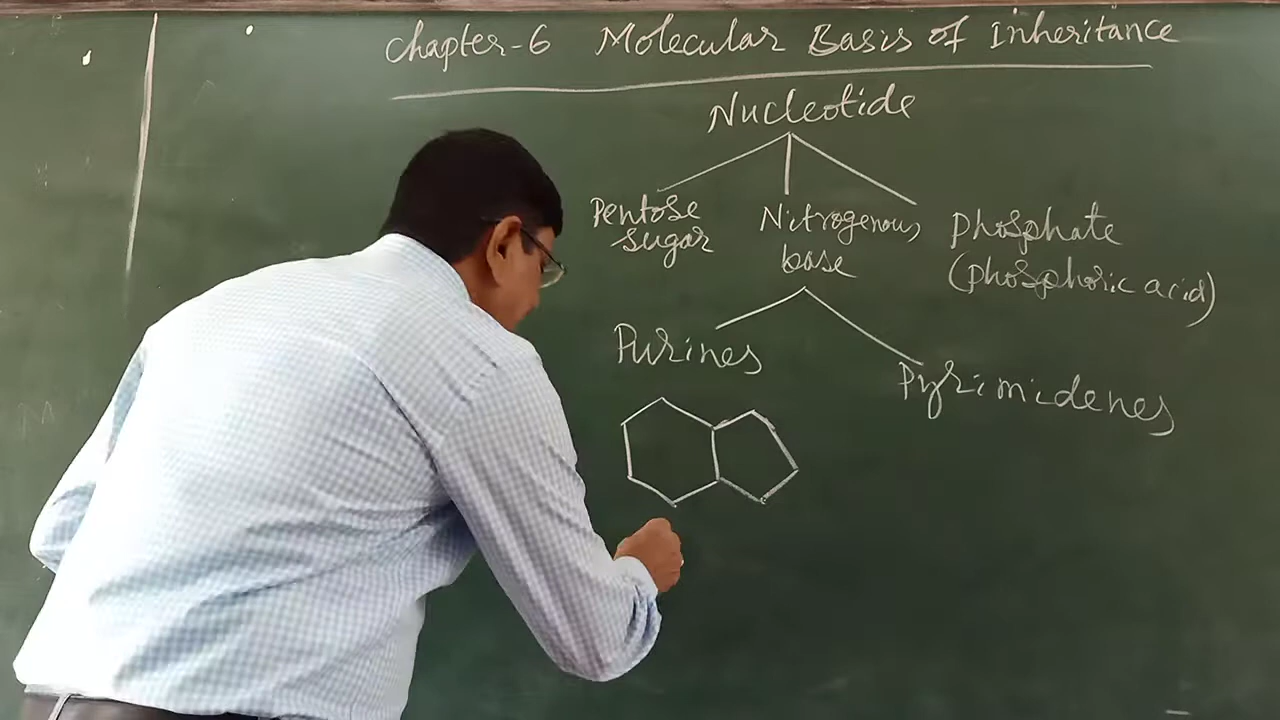 Chapter-6 Molecular Basis of Inheritance
Nucleotide
Pentose
sugar
Nitrogenous
base
Phosphate
(phosphoric acid)
Purines
Pyrimidenes